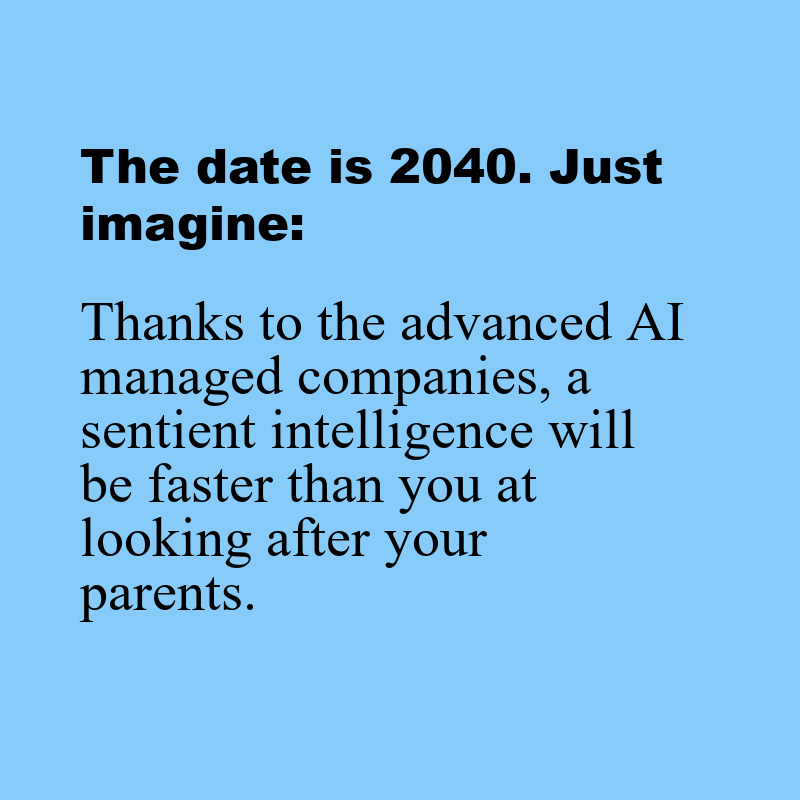 The date is 2040. Just
imagine:
Thanks to the advanced AI
managed companies, a
sentient intelligence will
be faster than you at
looking after your
parents.